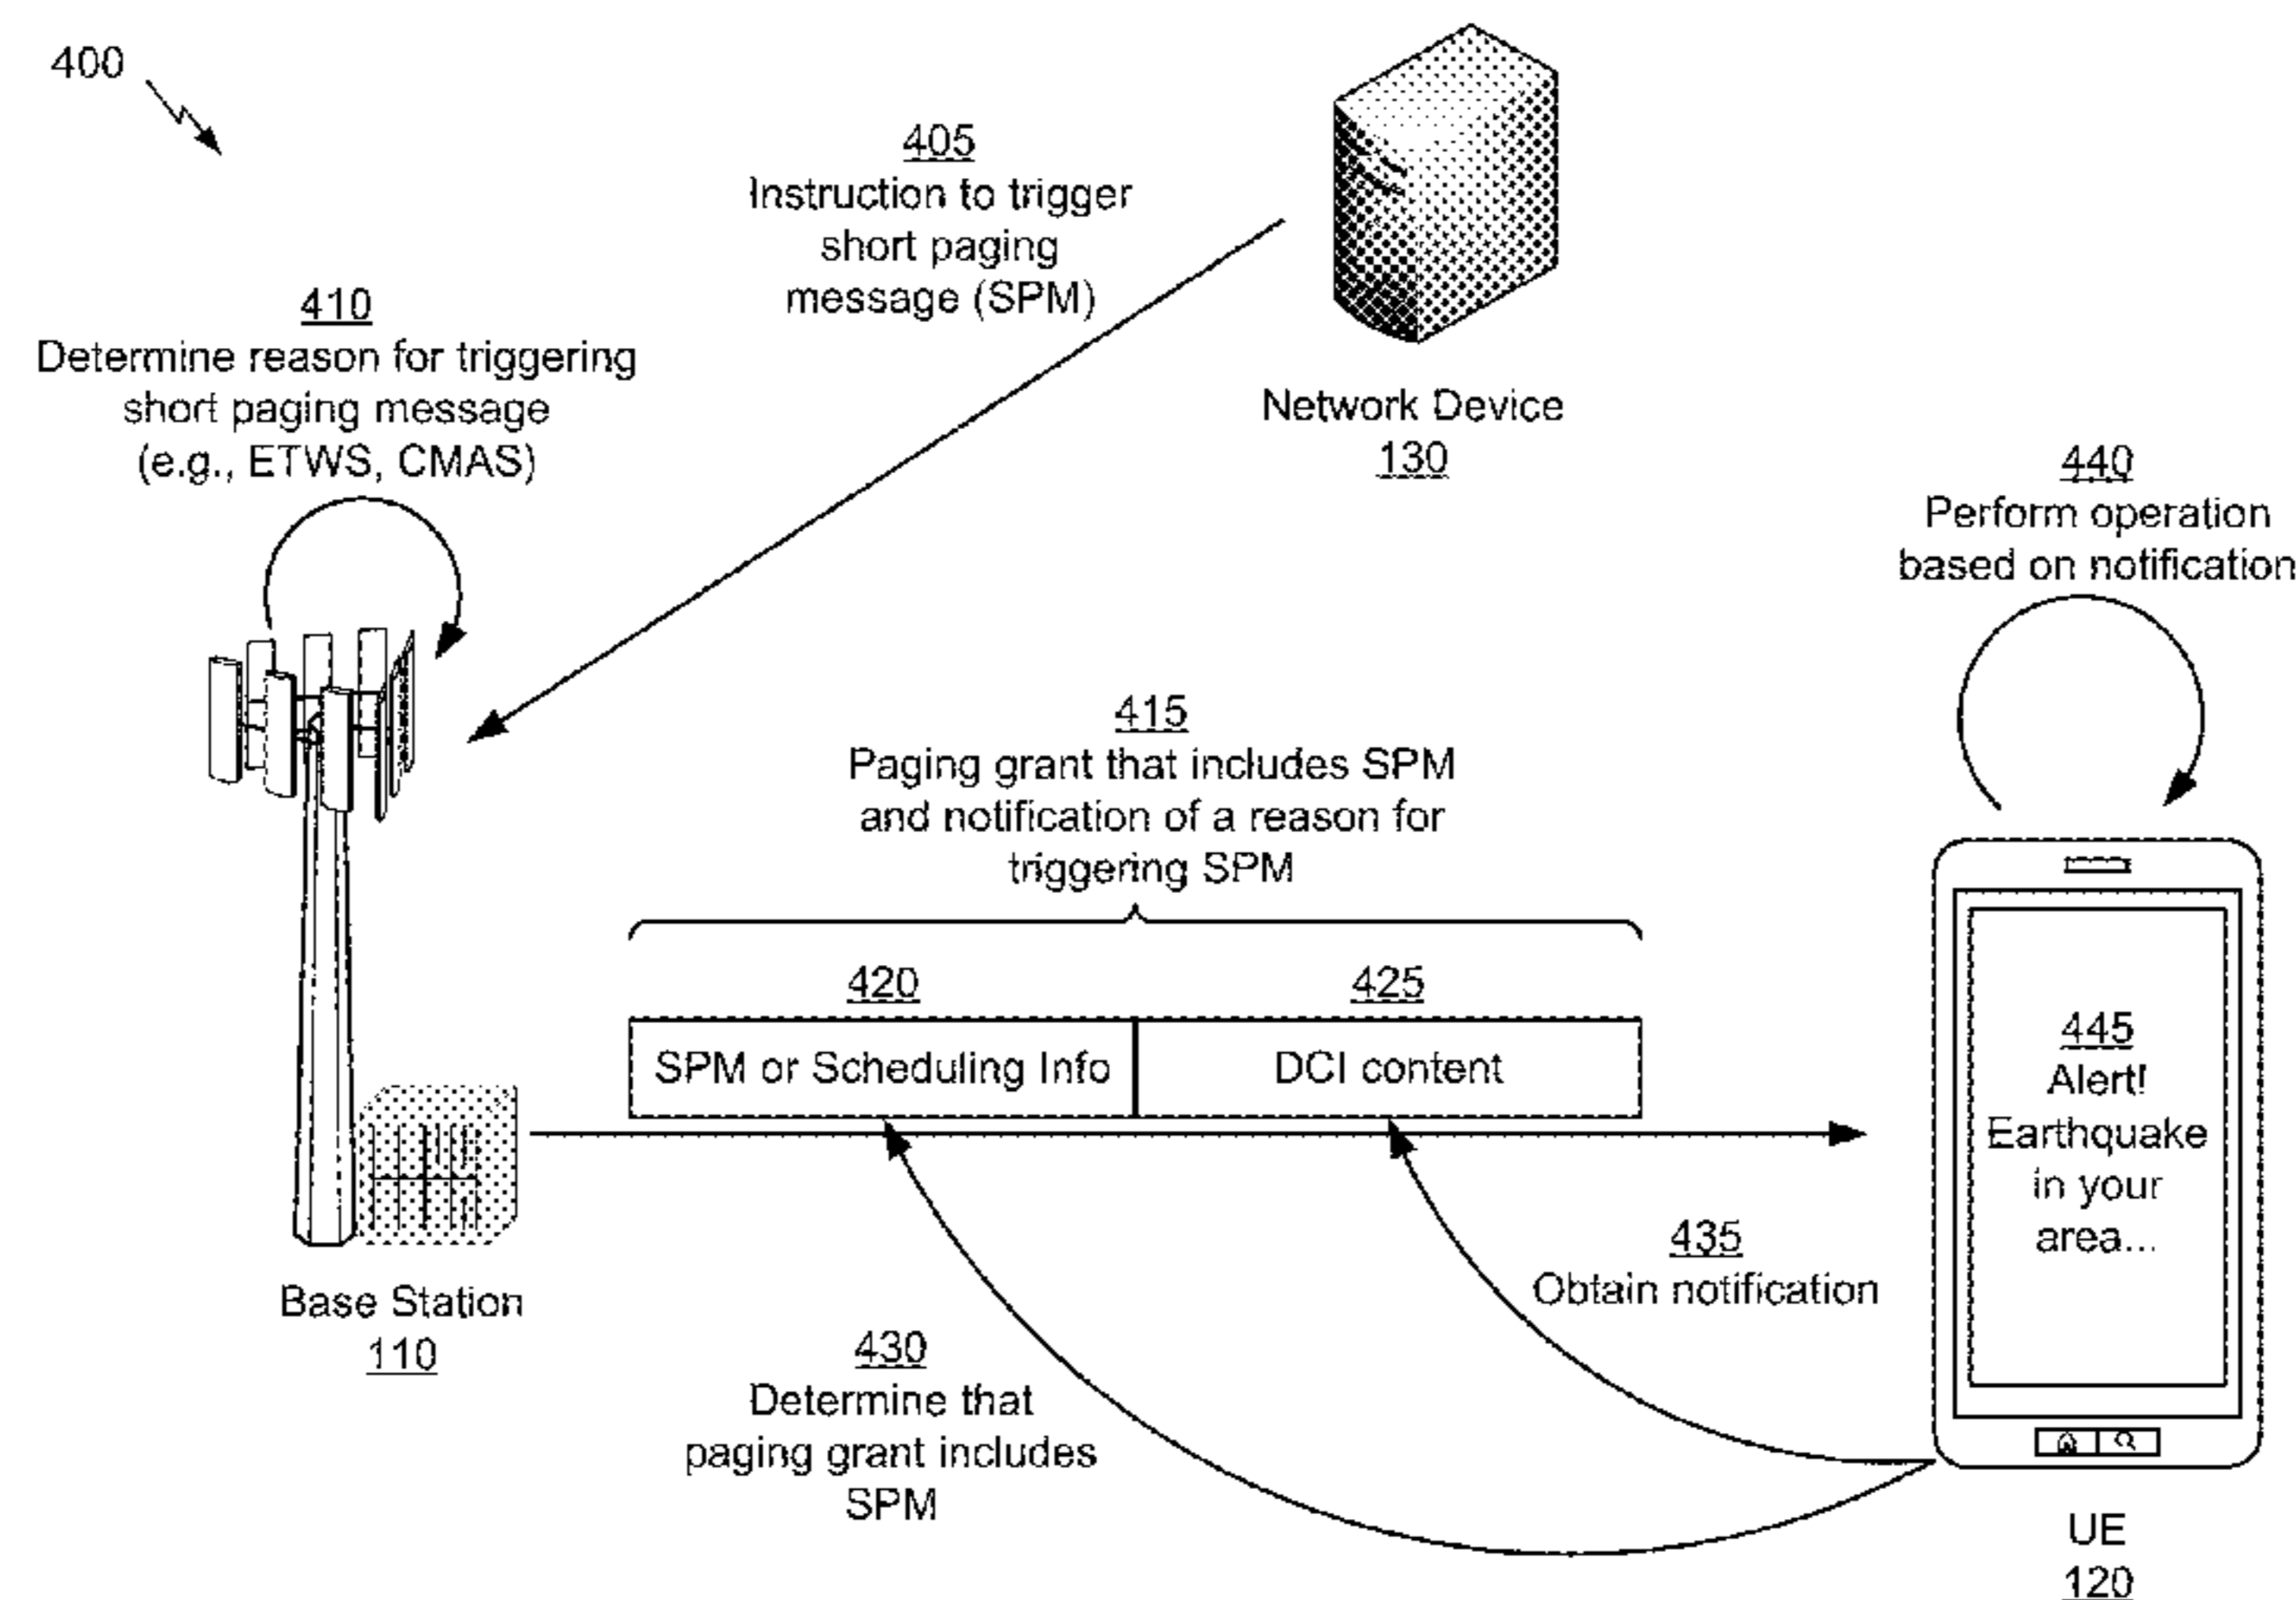 400
405
Instruction to trigger
short paging
message (SPM)
Network Device
130
410
Determine reason for triggering
short paging message
(e.g., ETWS, CMAS)
440
Perform operation
based on notification
415
Paging grant that includes SPM
and notification of a reason for
triggering SPM
420
SPM or Scheduling Info
425
DCI content
445
Alert!
Earthquake
in your
area...
435
Obtain notification
Base Station
110
430
Determine that
paging grant includes
SPM
UE
120